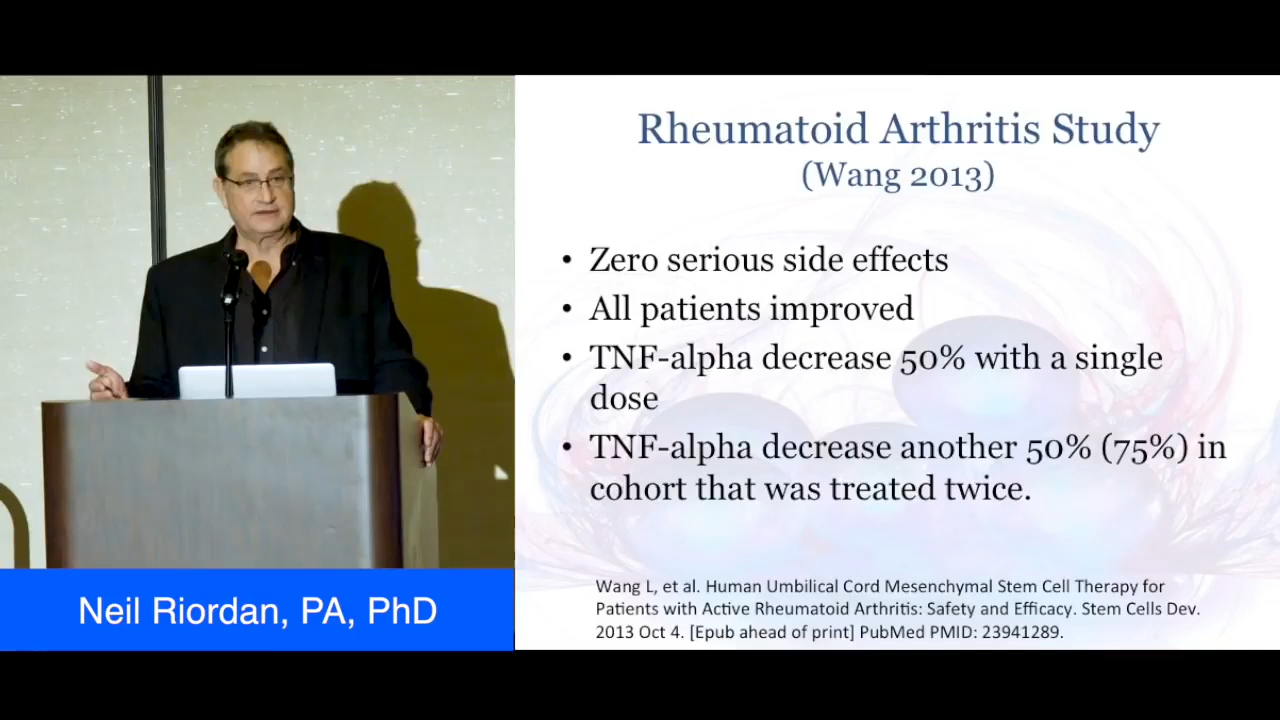 Rheumatoid Arthritis Study
(Wang 2013)
• Zero serious side effects
• All patients improved
• TNF-alpha decrease 50% with a single
dose
• TNF-alpha decrease another 50% (75%) in
cohort that was treated twice.
Wang L, et al. Human Umbilical Cord Mesenchymal Stem Cell Therapy for
Patients with Active Rheumatoid Arthritis: Safety and Efficacy. Stem Cells Dev.
2013 Oct 4. [Epub ahead of print] PubMed PMID: 23941289.
Neil Riordan, PA, PhD